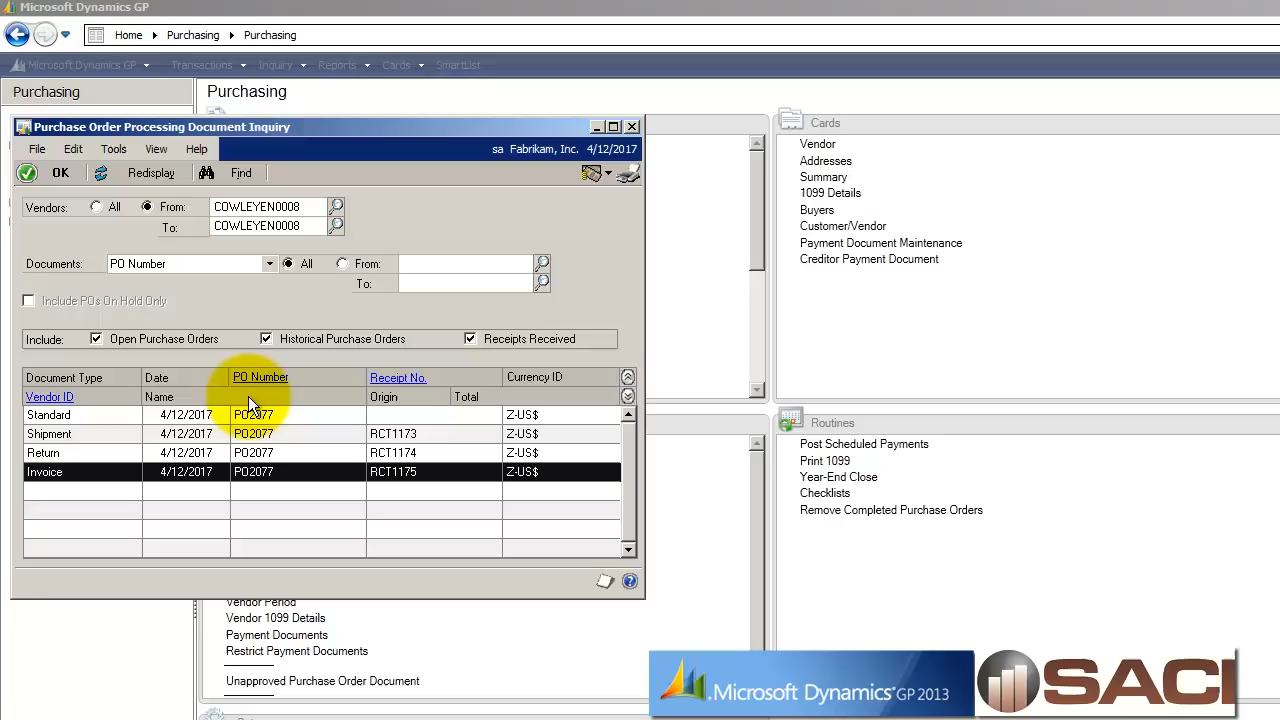 Microsoft Dynamics GP
Home
Purchasing
Purchasing
Microsoft Dynamics GP
Transactions
Inquiry
Reports
Cards
SmartList
Purchasing
Purchasing
Purchase Order Processing Document Inquiry
File Edit Tools View Help
sa Fabrikam, Inc. 4/12/2017
OK
Redisplay
Find
Vendors: All From: COWLEYEN0008
To: COWLEYEN0008
Documents: PO Number All From:
To:
Include POs On Hold Only
Include: Open Purchase Orders Historical Purchase Orders Receipts Received
Document Type Date PO Number Receipt No. Currency ID
Vendor ID Name Origin Total
Standard 4/12/2017 PO2077 Z-US$
Shipment 4/12/2017 PO2077 RCT1173 Z-US$
Return 4/12/2017 PO2077 RCT1174 Z-US$
Invoice 4/12/2017 PO2077 RCT1175 Z-US$
Vendor Period
Vendor 1099 Details
Payment Documents
Restrict Payment Documents
Unapproved Purchase Order Document
Cards
Vendor
Addresses
Summary
1099 Details
Buyers
Customer/Vendor
Payment Document Maintenance
Creditor Payment Document
Routines
Post Scheduled Payments
Print 1099
Year-End Close
Checklists
Remove Completed Purchase Orders
Microsoft Dynamics GP 2013
SACI